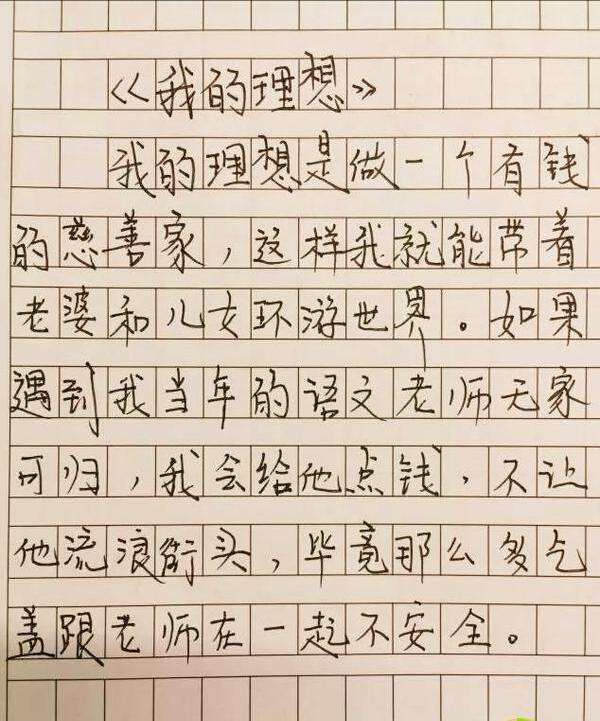 《我的理想》
我的理想是做一个有钱
的慈善家，这样我就能带着
老婆和儿女环游世界。如果
遇到我当年的语文老师无家
可归，我会给他点钱，不让
他流浪街头，毕竟那么多乞
盖跟老师在一起不安全。